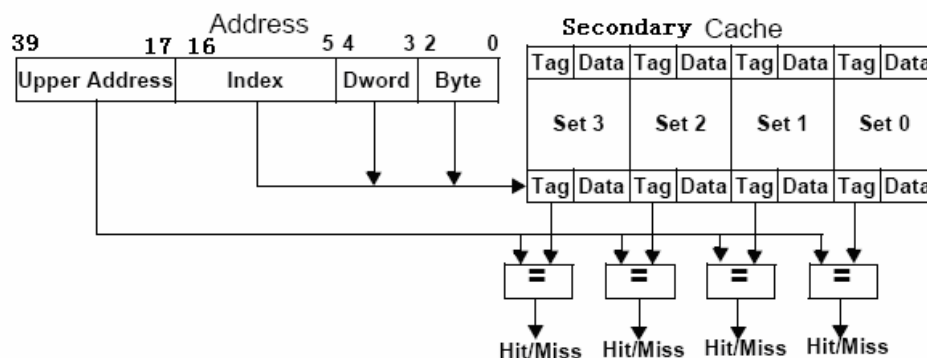 Address
Secondary Cache
39 17 16 5 4 3 2 0
Upper Address Index Dword Byte
Tag Data Tag Data Tag Data Tag Data
Set 3 Set 2 Set 1 Set 0
Tag Data Tag Data Tag Data Tag Data
= = = =
Hit/Miss Hit/Miss Hit/Miss Hit/Miss